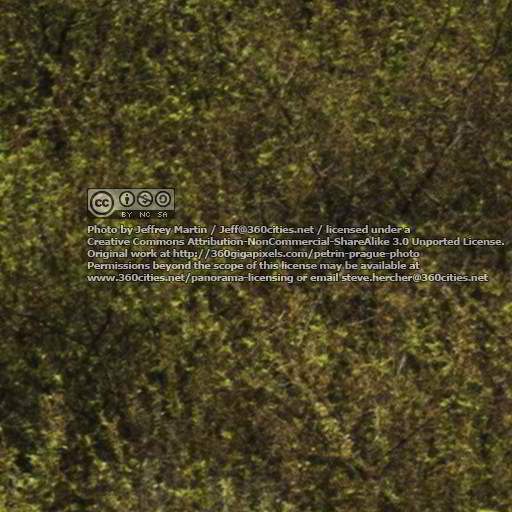 cc
BY NC SA
Photo by Jeffrey Martin / Jeff@360cities.net / licensed under a
Creative Commons Attribution-NonCommercial-ShareAlike 3.0 Unported License.
Original work at http://360gigapixels.com/petrin-prague-photo
Permissions beyond the scope of this license may be available at
www.360cities.net/panorama-licensing or email steve.hercher@360cities.net